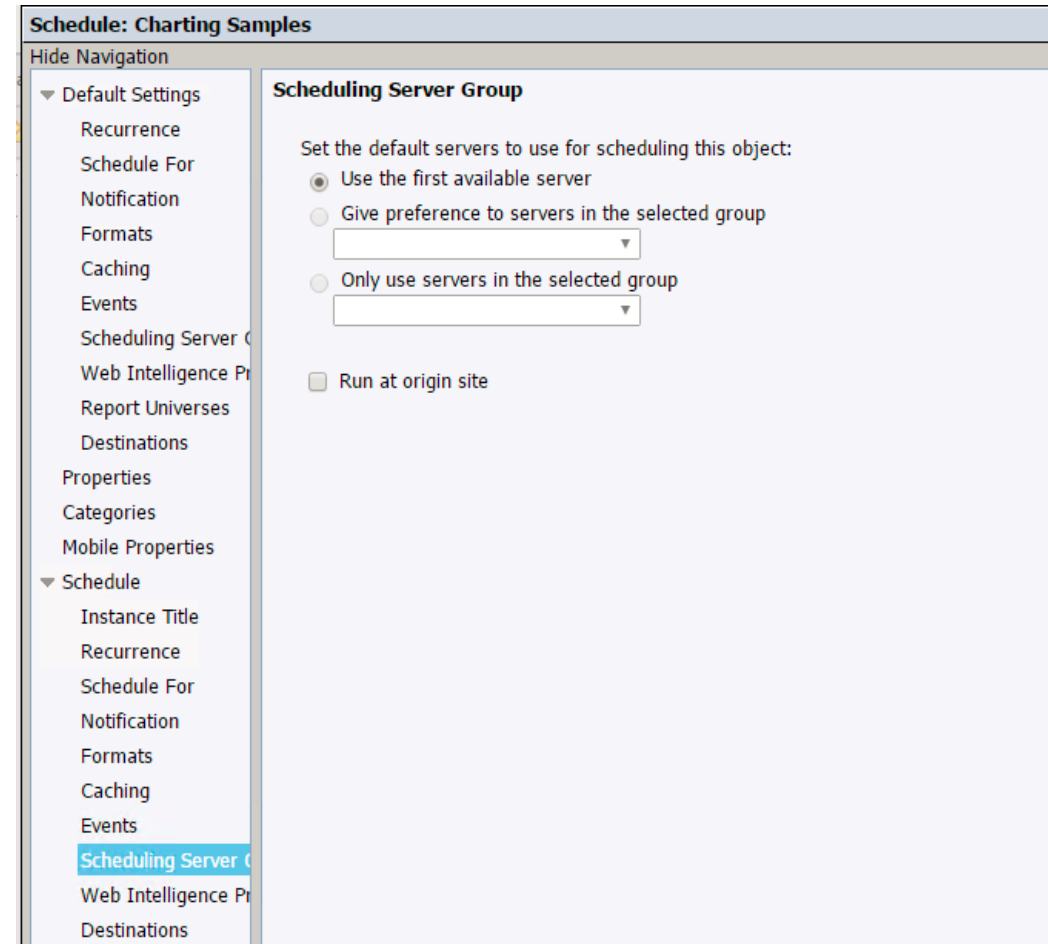 Schedule: Charting Samples
Hide Navigation
Default Settings
Recurrence
Schedule For
Notification
Formats
Caching
Events
Scheduling Server
Web Intelligence
Report Universes
Destinations
Properties
Categories
Mobile Properties
Schedule
Instance Title
Recurrence
Schedule For
Notification
Formats
Caching
Events
Scheduling Server
Web Intelligence
Destinations
Scheduling Server Group
Set the default servers to use for scheduling this object:
Use the first available server
Give preference to servers in the selected group
Only use servers in the selected group
Run at origin site